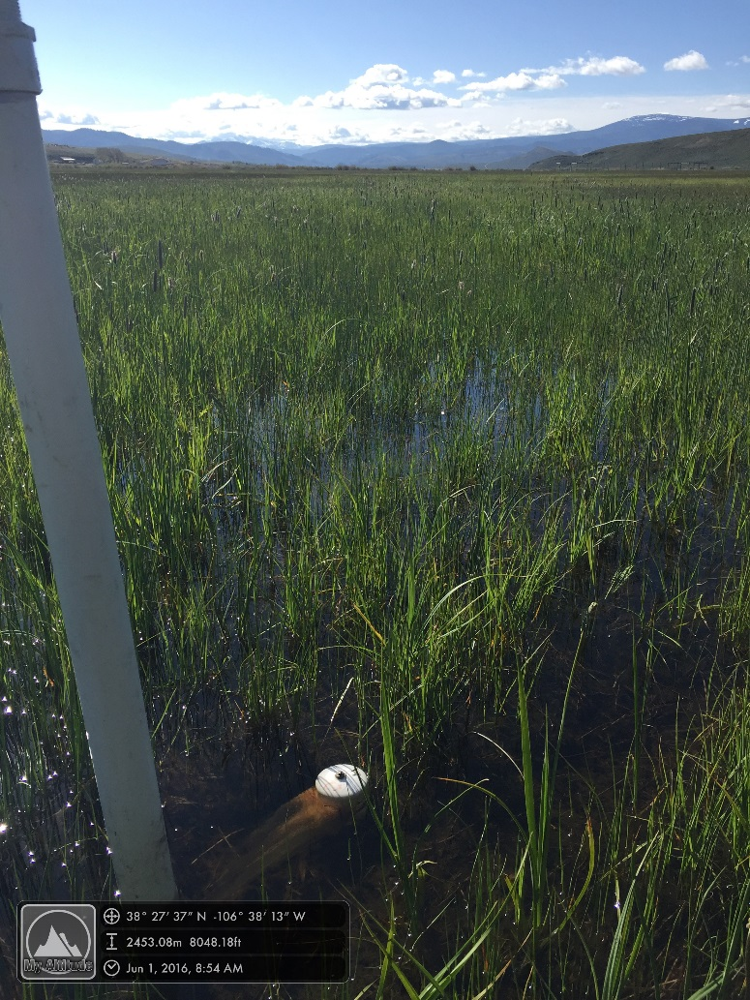 My Altitude
38° 27' 37" N -106° 38' 13" W
2453.08m 8048.18ft
Jun 1, 2016, 8:54 AM